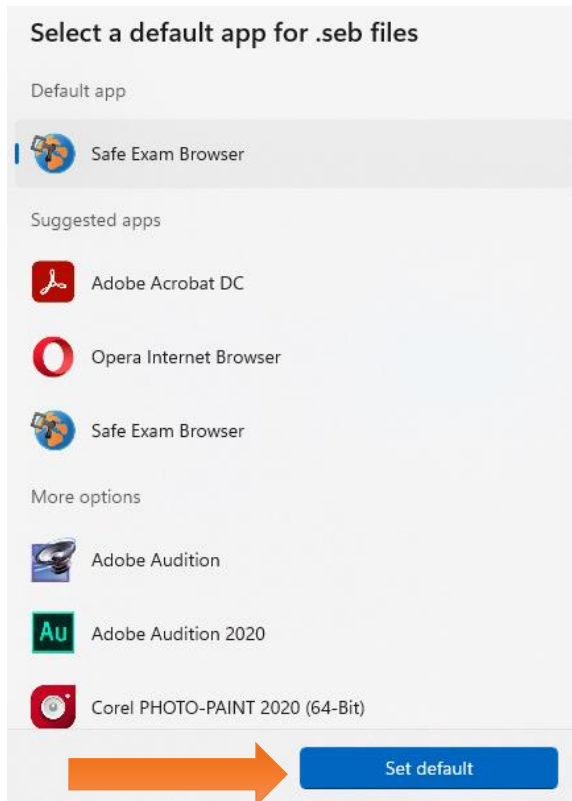 Select a default app for .seb files
Default app
Safe Exam Browser
Suggested apps
Adobe Acrobat DC
Opera Internet Browser
Safe Exam Browser
More options
Adobe Audition
Au
Adobe Audition 2020
Corel PHOTO-PAINT 2020 (64-Bit)
Set default